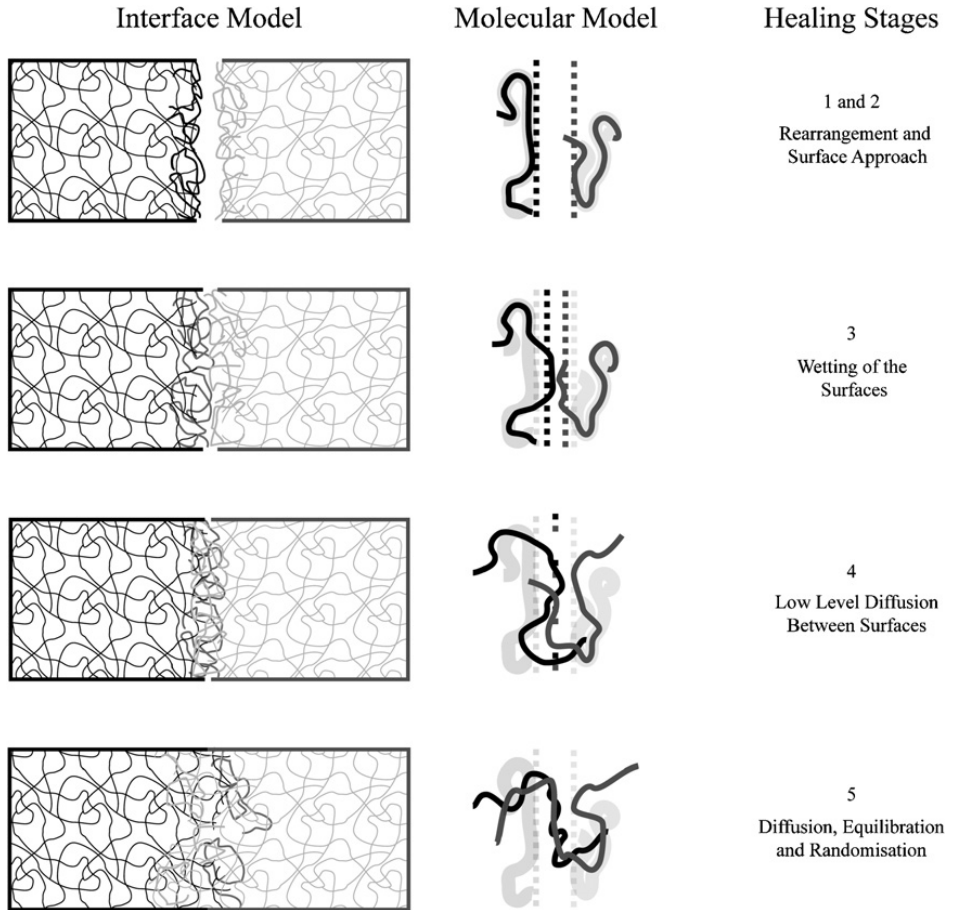 Interface Model
Molecular Model
Healing Stages
1 and 2
Rearrangement and
Surface Approach
3
Wetting of the
Surfaces
4
Low Level Diffusion
Between Surfaces
5
Diffusion, Equilibration
and Randomisation